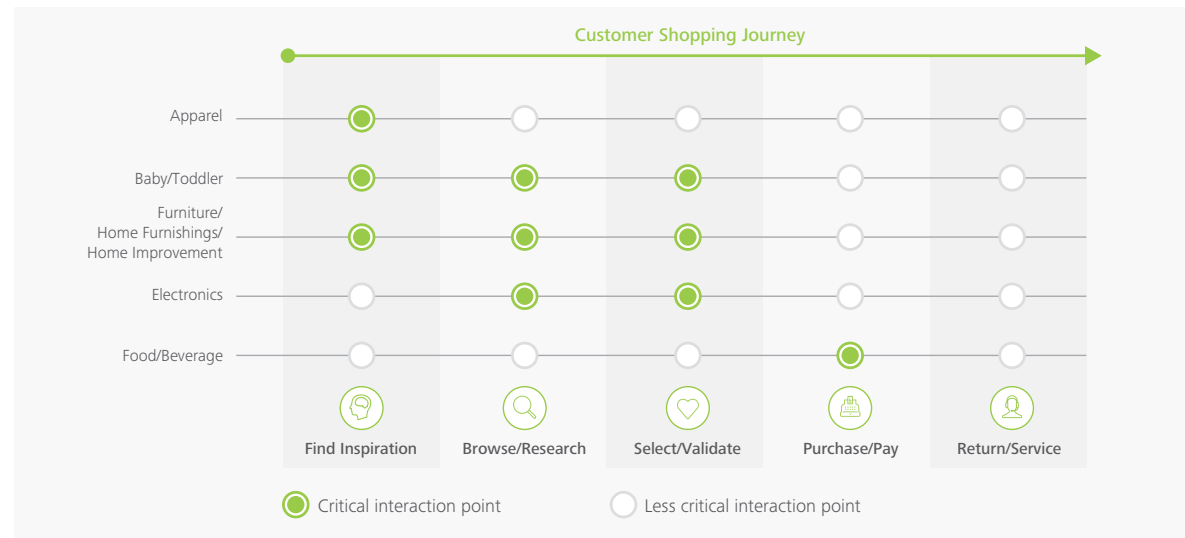 Customer Shopping Journey
Apparel
Baby/Toddler
Furniture/
Home Furnishings/
Home Improvement
Electronics
Food/Beverage
Find Inspiration
Browse/Research
Select/Validate
Purchase/Pay
Return/Service
Critical interaction point
Less critical interaction point